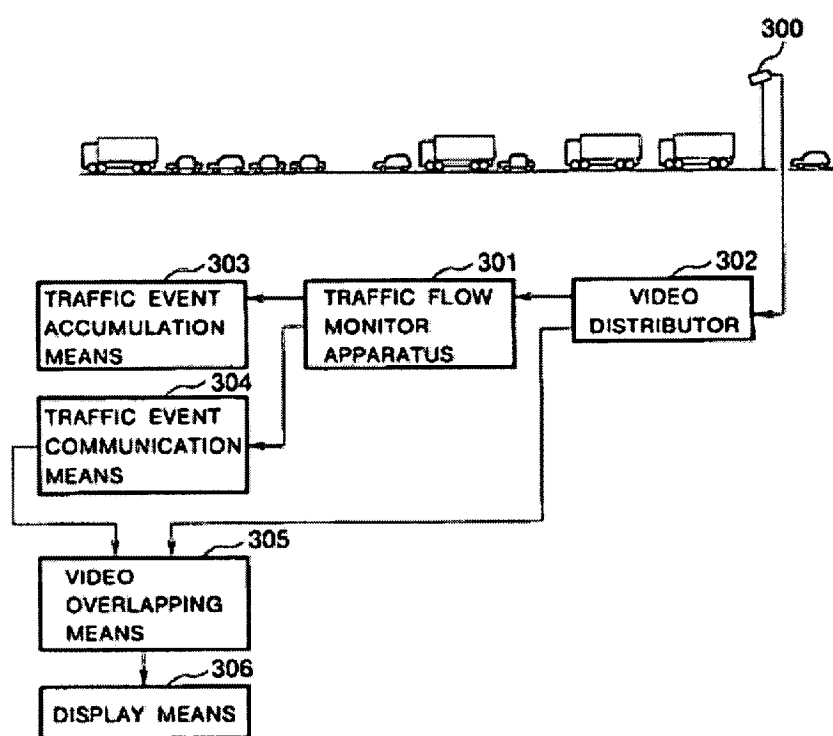 300
303
TRAFFIC EVENT
ACCUMULATION
MEANS
301
TRAFFIC FLOW
MONITOR
APPARATUS
302
VIDEO
DISTRIBUTOR
304
TRAFFIC EVENT
COMMUNICATION
MEANS
305
VIDEO
OVERLAPPING
MEANS
306
DISPLAY MEANS